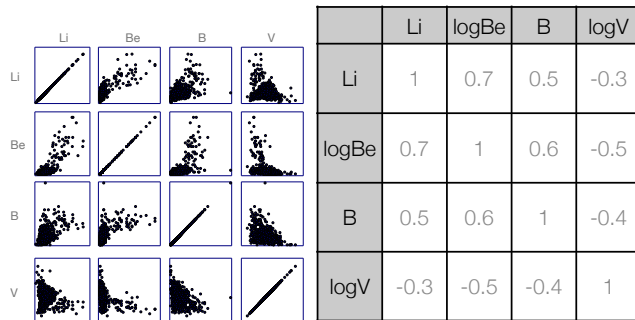 Li Be B V
Li
Be
B
V
Li logBe B logV
Li 1 0.7 0.5 -0.3
logBe 0.7 1 0.6 -0.5
B 0.5 0.6 1 -0.4
logV -0.3 -0.5 -0.4 1